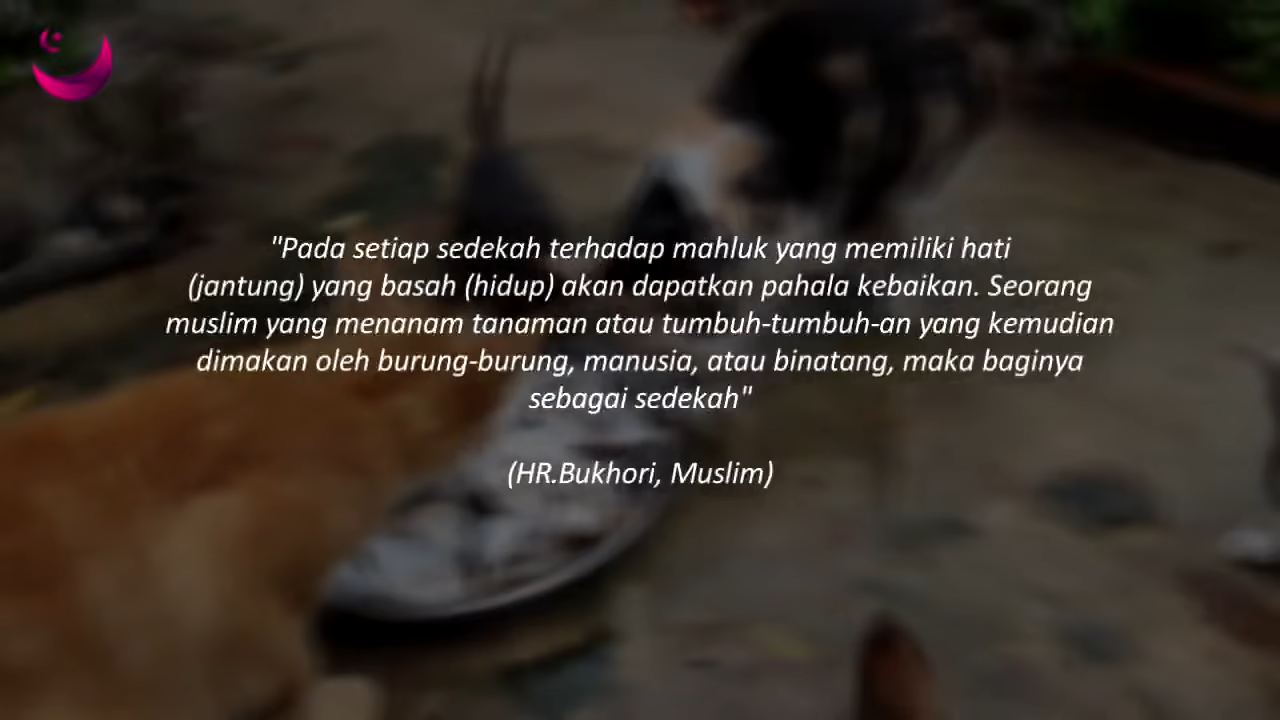 "Pada setiap sedekah terhadap mahluk yang memiliki hati
(jantung) yang basah (hidup) akan dapatkan pahala kebaikan. Seorang
muslim yang menanam tanaman atau tumbuh-tumbuh-an yang kemudian
dimakan oleh burung-burung, manusia, atau binatang, maka baginya
sebagai sedekah"
(HR.Bukhori, Muslim)